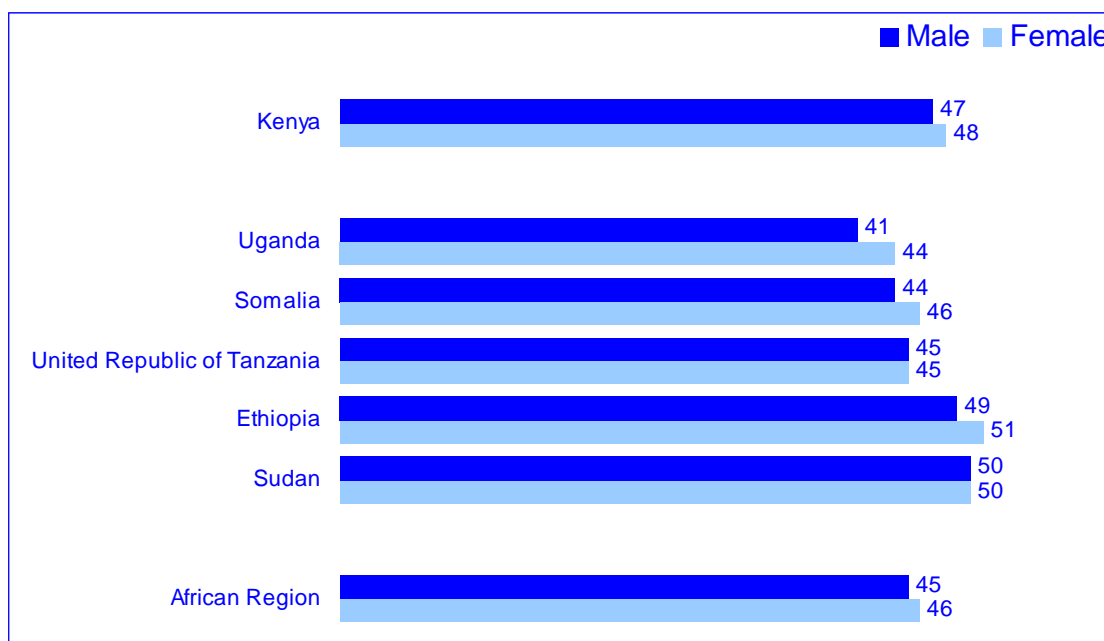 Male Female
Kenya
47
48
Uganda
41
44
Somalia
44
46
United Republic of Tanzania
45
45
Ethiopia
49
51
Sudan
50
50
African Region
45
46